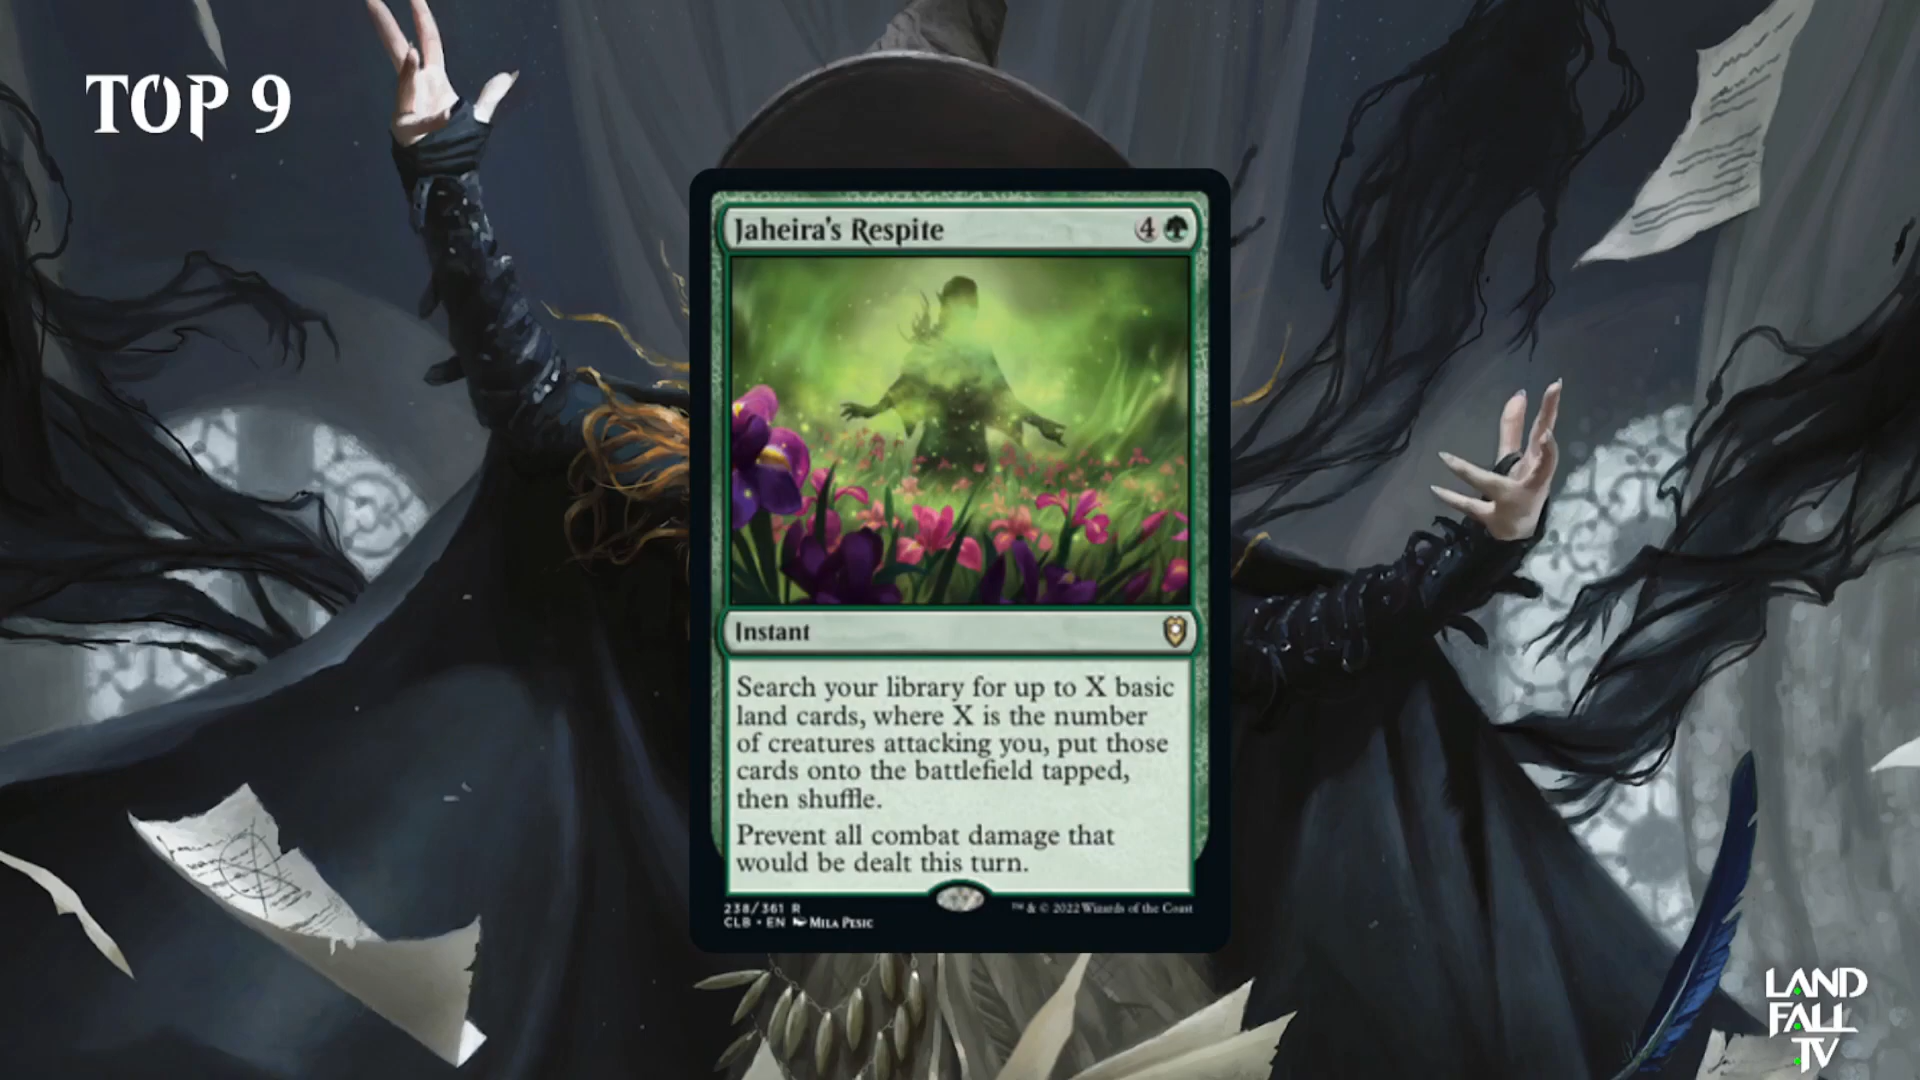 TOP 9
Jaheira's Respite 4
Instant
Search your library for up to X basic
land cards, where X is the number
of creatures attacking you, put those
cards onto the battlefield tapped,
then shuffle.
Prevent all combat damage that
would be dealt this turn.
238/361 R
CLB • EN MILA PESIC
™ & © 2022 Wizards of the Coast
LAND
FALL
.TV